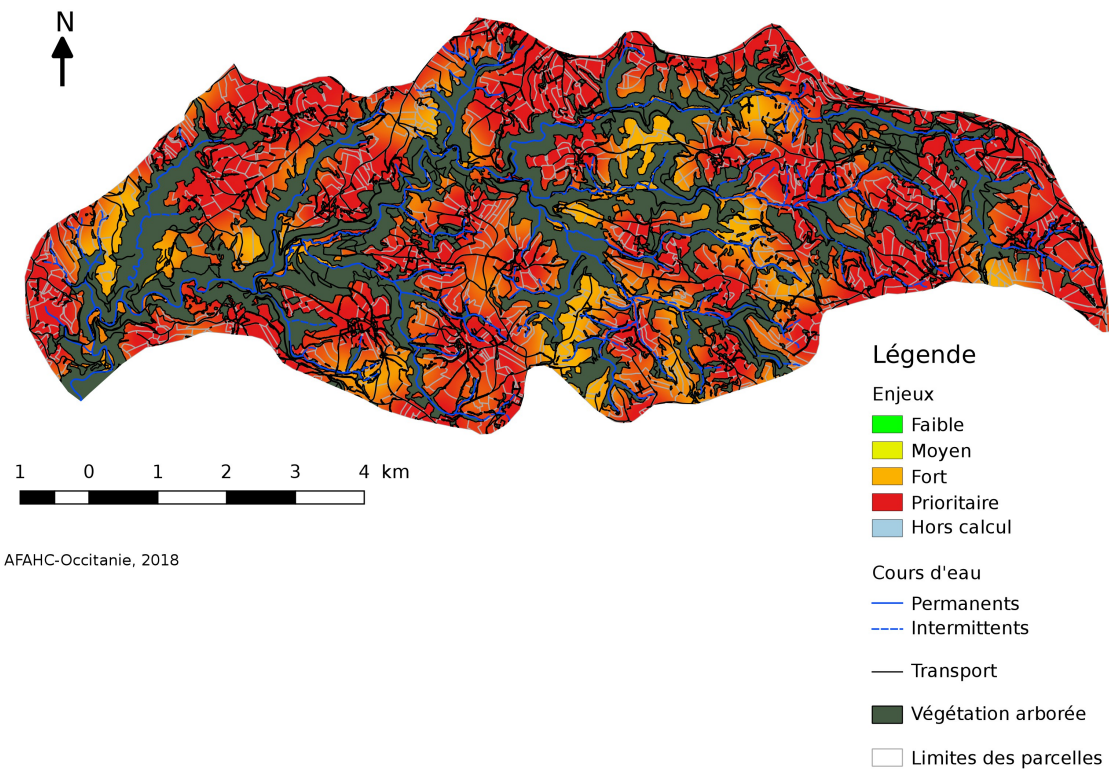 N
Légende
Enjeux
Faible
Moyen
Fort
Prioritaire
Hors calcul
1 0 1 2 3 4 km
AFAHC-Occitanie, 2018
Cours d'eau
Permanents
Intermittents
Transport
Végétation arborée
Limites des parcelles